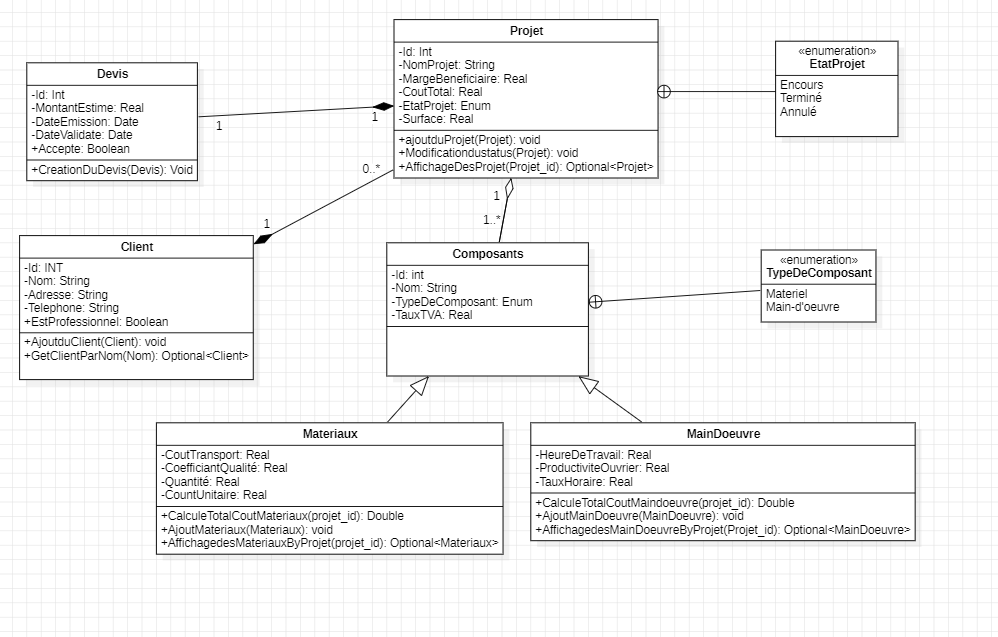 Projet
-Id: Int
-NomProjet: String
-MargeBeneficiaire: Real
-CoutTotal: Real
-EtatProjet: Enum
-Surface: Real
+ajoutduProjet(Projet): void
+Modificationdustatus(Projet): void
+AffichageDesProjet(Projet_id): Optional<Projet>
«enumeration»
EtatProjet
Encours
Terminé
Annulé
Devis
-Id: Int
-MontantEstime: Real
-DateEmission: Date
-DateValidate: Date
+Accepte: Boolean
+CreationDuDevis(Devis): Void
1
1
0..*
1
Client
-Id: INT
-Nom: String
-Adresse: String
-Telephone: String
+EstProfessionnel: Boolean
+AjoutduClient(Client): void
+GetClientParNom(Nom): Optional<Client>
1
1..*
Composants
-Id: int
-Nom: String
-TypeDeComposant: Enum
-TauxTVA: Real
«enumeration»
TypeDeComposant
Materiel
Main-d'oeuvre
Materiaux
-CoutTransport: Real
-CoefficiantQualité: Real
-Quantité: Real
-CountUnitaire: Real
+CalculeTotalCoutMateriaux(projet_id): Double
+AjoutMateriaux(Materiaux): void
+AffichagedesMateriauxByProjet(projet_id): Optional<Materiaux>
MainDoeuvre
-HeureDeTravail: Real
-ProductiviteOuvrier: Real
-TauxHoraire: Real
+CalculeTotalCoutMaindoeuvre(projet_id): Double
+AjoutMainDoeuvre(MainDoeuvre): void
+AffichagedesMainDoeuvreByProjet(Projet_id): Optional<MainDoeuvre>